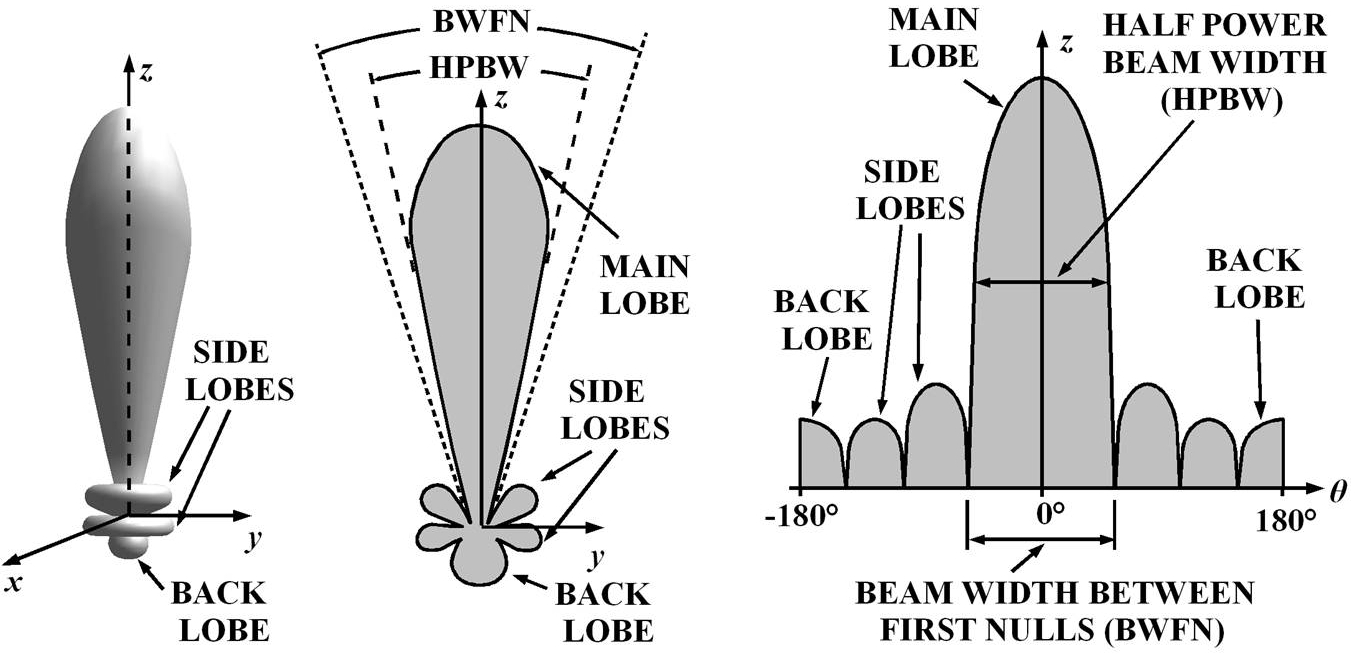 z
SIDE
LOBES
y
x
BACK
LOBE
BWFN
HPBW
z
MAIN
LOBE
SIDE
LOBES
y
BACK
LOBE
MAIN
LOBE
z
HALF POWER
BEAM WIDTH
(HPBW)
SIDE
LOBES
BACK
LOBE
BACK
LOBE
θ
-180°
0°
180°
BEAM WIDTH BETWEEN
FIRST NULLS (BWFN)